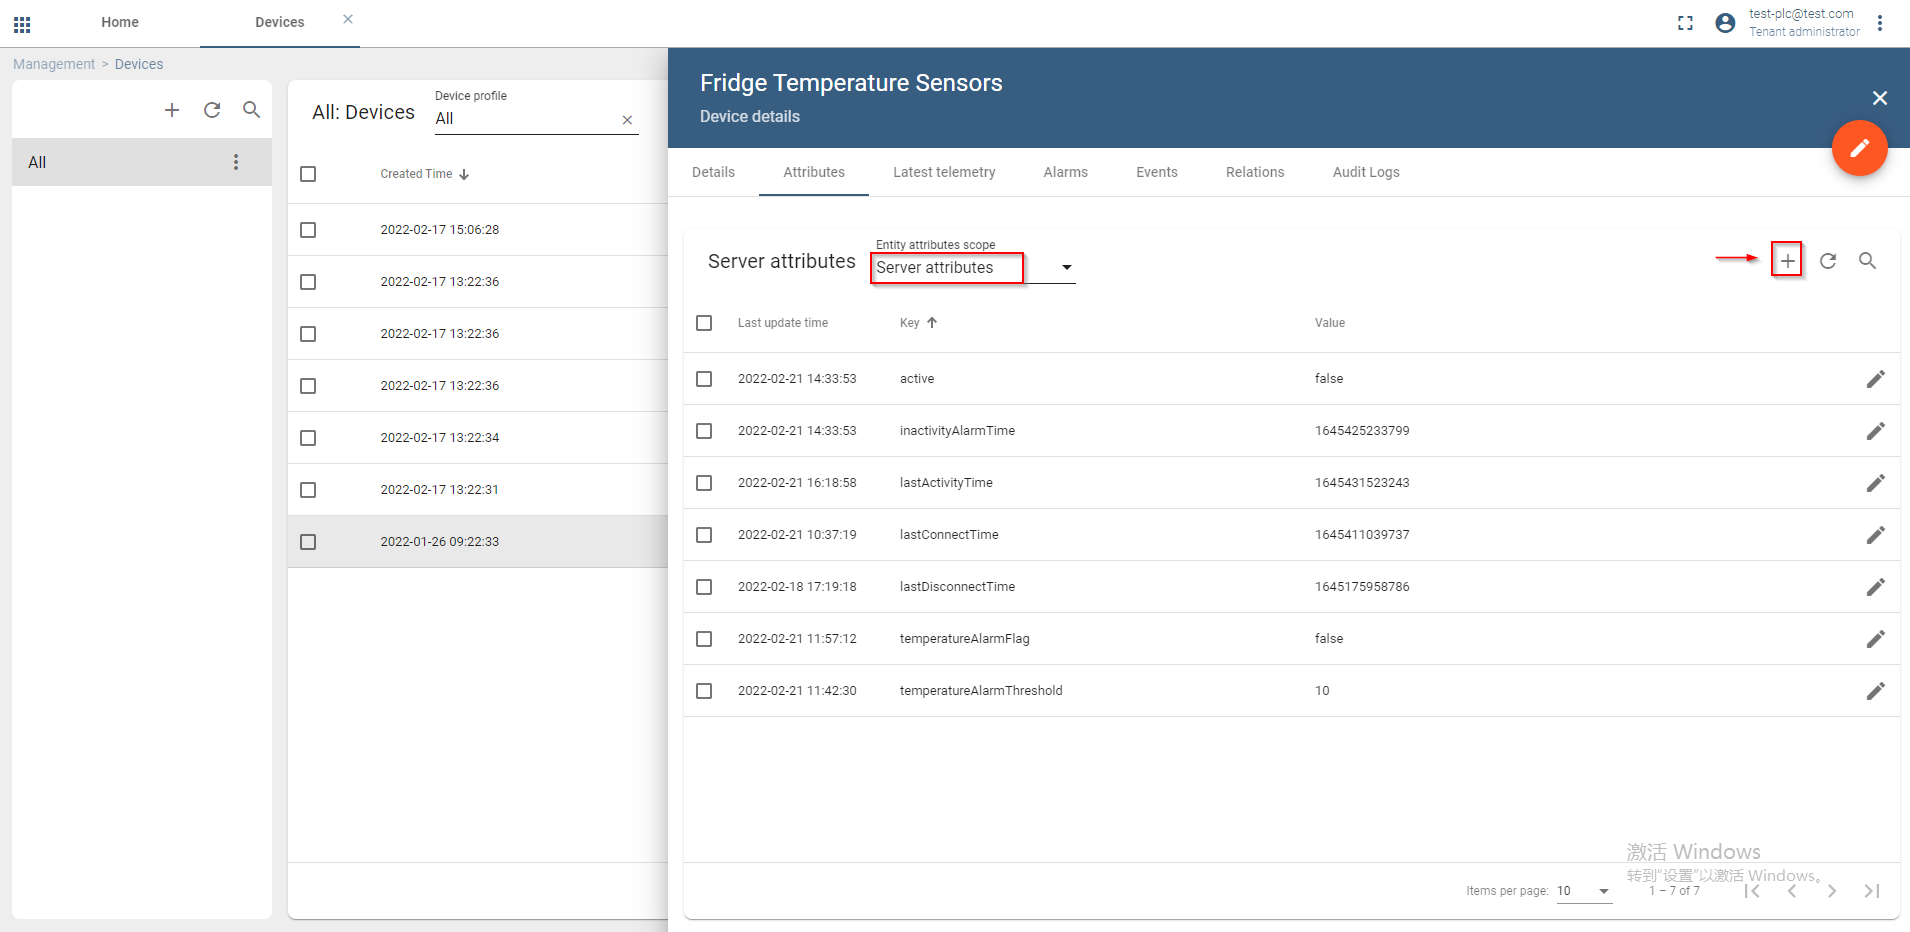 Home
Devices
test-plc@test.com
Tenant administrator
Management > Devices
All
All: Devices
Device profile
All
Created Time
2022-02-17 15:06:28
2022-02-17 13:22:36
2022-02-17 13:22:36
2022-02-17 13:22:36
2022-02-17 13:22:34
2022-02-17 13:22:31
2022-01-26 09:22:33
Fridge Temperature Sensors
Device details
Details Attributes Latest telemetry Alarms Events Relations Audit Logs
Server attributes
Entity attributes scope
Server attributes
Last update time Key Value
2022-02-21 14:33:53 active false
2022-02-21 14:33:53 inactivityAlarmTime 1645425233799
2022-02-21 16:18:58 lastActivityTime 1645431523243
2022-02-21 10:37:19 lastConnectTime 1645411039737
2022-02-18 17:19:18 lastDisconnectTime 1645175958786
2022-02-21 11:57:12 temperatureAlarmFlag false
2022-02-21 11:42:30 temperatureAlarmThreshold 10
激活 Windows
转到“设置”以激活 Windows。
Items per page: 10 1 – 7 of 7